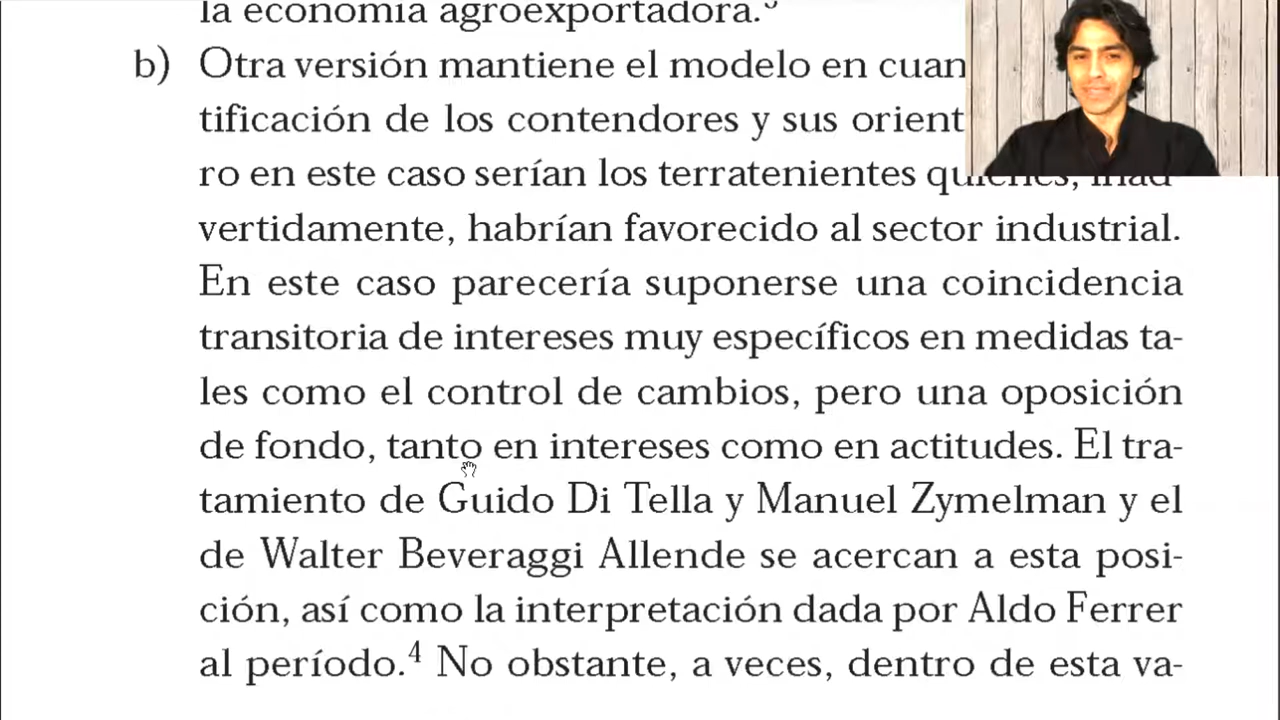 la economía agroexportadora.³
b) Otra versión mantiene el modelo en cuan
tificación de los contendores y sus orient
ro en este caso serían los terratenientes quienes, inad
vertidamente, habrían favorecido al sector industrial.
En este caso parecería suponerse una coincidencia
transitoria de intereses muy específicos en medidas ta-
les como el control de cambios, pero una oposición
de fondo, tanto en intereses como en actitudes. El tra-
tamiento de Guido Di Tella y Manuel Zymelman y el
de Walter Beveraggi Allende se acercan a esta posi-
ción, así como la interpretación dada por Aldo Ferrer
al período.⁴ No obstante, a veces, dentro de esta va-